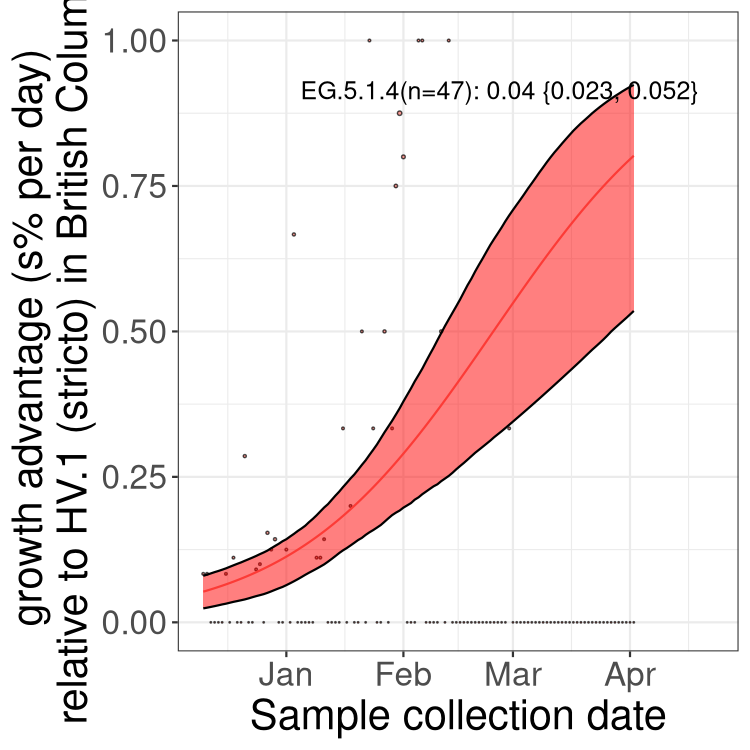 growth advantage (s% per day)
relative to HV.1 (stricto) in British Colum
1.00
0.75
0.50
0.25
0.00
EG.5.1.4(n=47): 0.04 {0.023, 0.052}
Jan Feb Mar Apr
Sample collection date